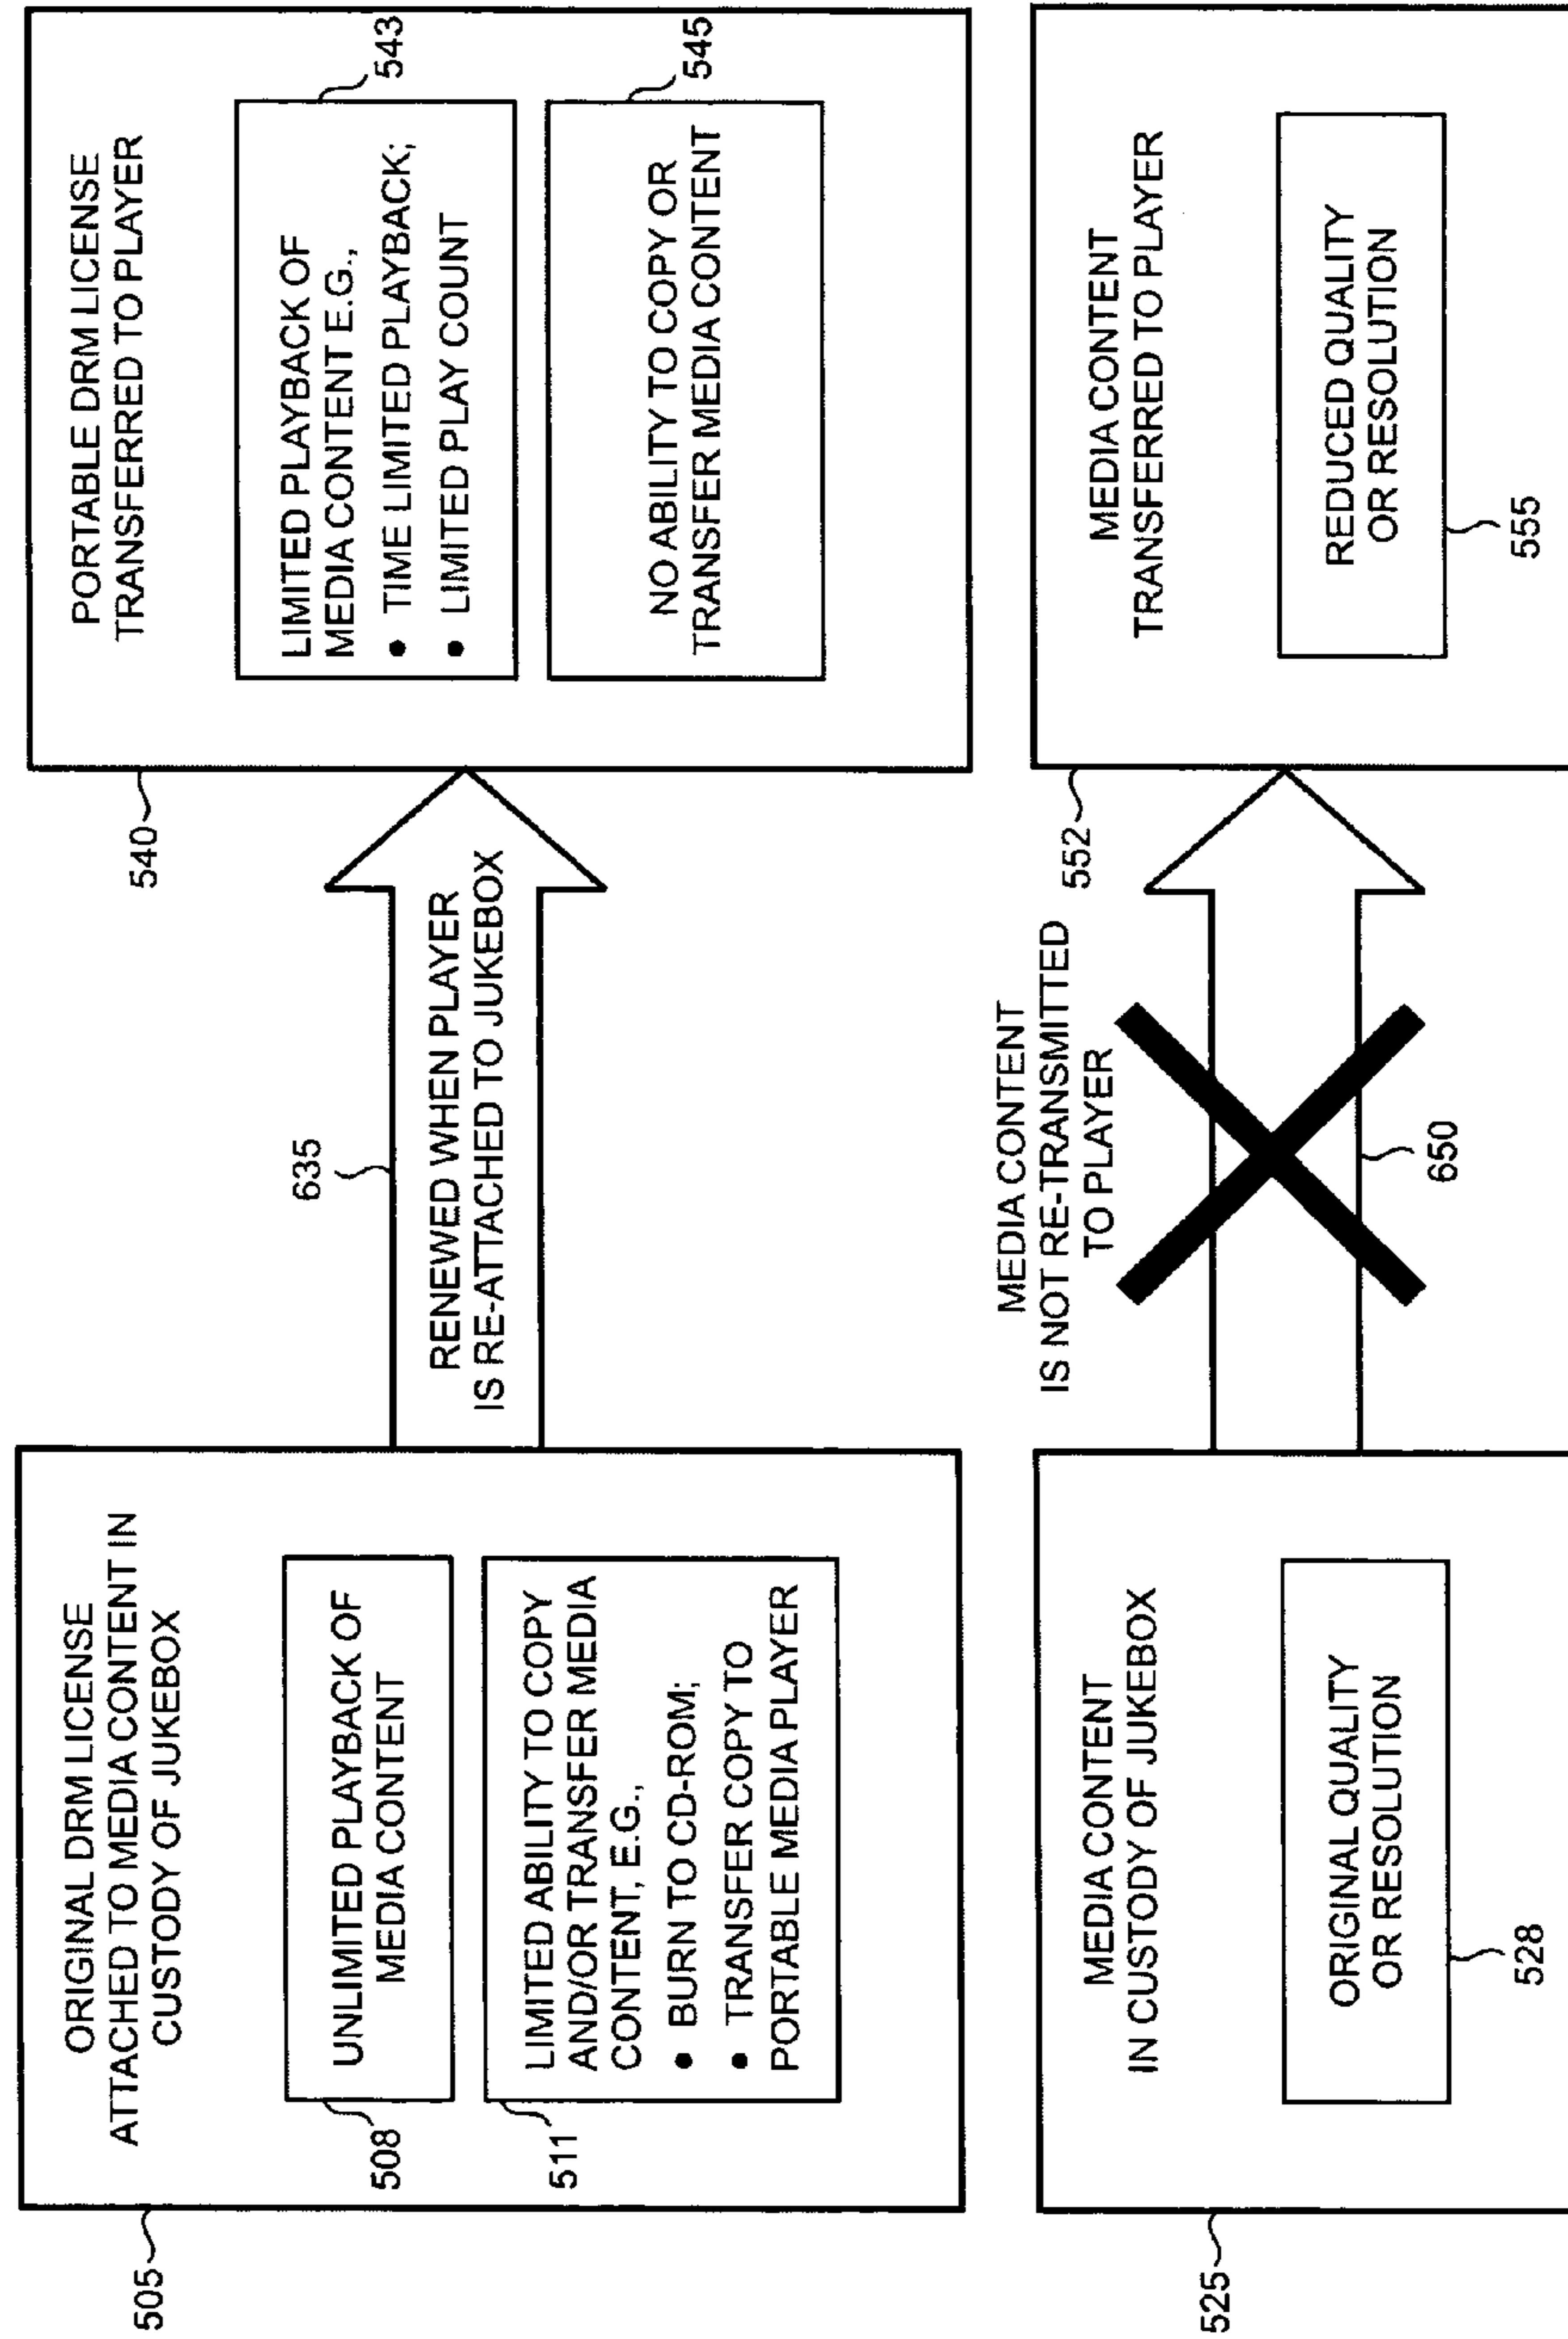 505
ORIGINAL DRM LICENSE
ATTACHED TO MEDIA CONTENT IN
CUSTODY OF JUKEBOX
508
UNLIMITED PLAYBACK OF
MEDIA CONTENT
511
LIMITED ABILITY TO COPY
AND/OR TRANSFER MEDIA
CONTENT, E.G.,
• BURN TO CD-ROM;
• TRANSFER COPY TO
PORTABLE MEDIA PLAYER
635
RENEWED WHEN PLAYER
IS RE-ATTACHED TO JUKEBOX
540
PORTABLE DRM LICENSE
TRANSFERRED TO PLAYER
543
LIMITED PLAYBACK OF
MEDIA CONTENT E.G.,
• TIME LIMITED PLAYBACK;
• LIMITED PLAY COUNT
545
NO ABILITY TO COPY OR
TRANSFER MEDIA CONTENT
525
MEDIA CONTENT
IN CUSTODY OF JUKEBOX
ORIGINAL QUALITY
OR RESOLUTION
528
MEDIA CONTENT
IS NOT RE-TRANSMITTED
TO PLAYER
650
552
MEDIA CONTENT
TRANSFERRED TO PLAYER
REDUCED QUALITY
OR RESOLUTION
555